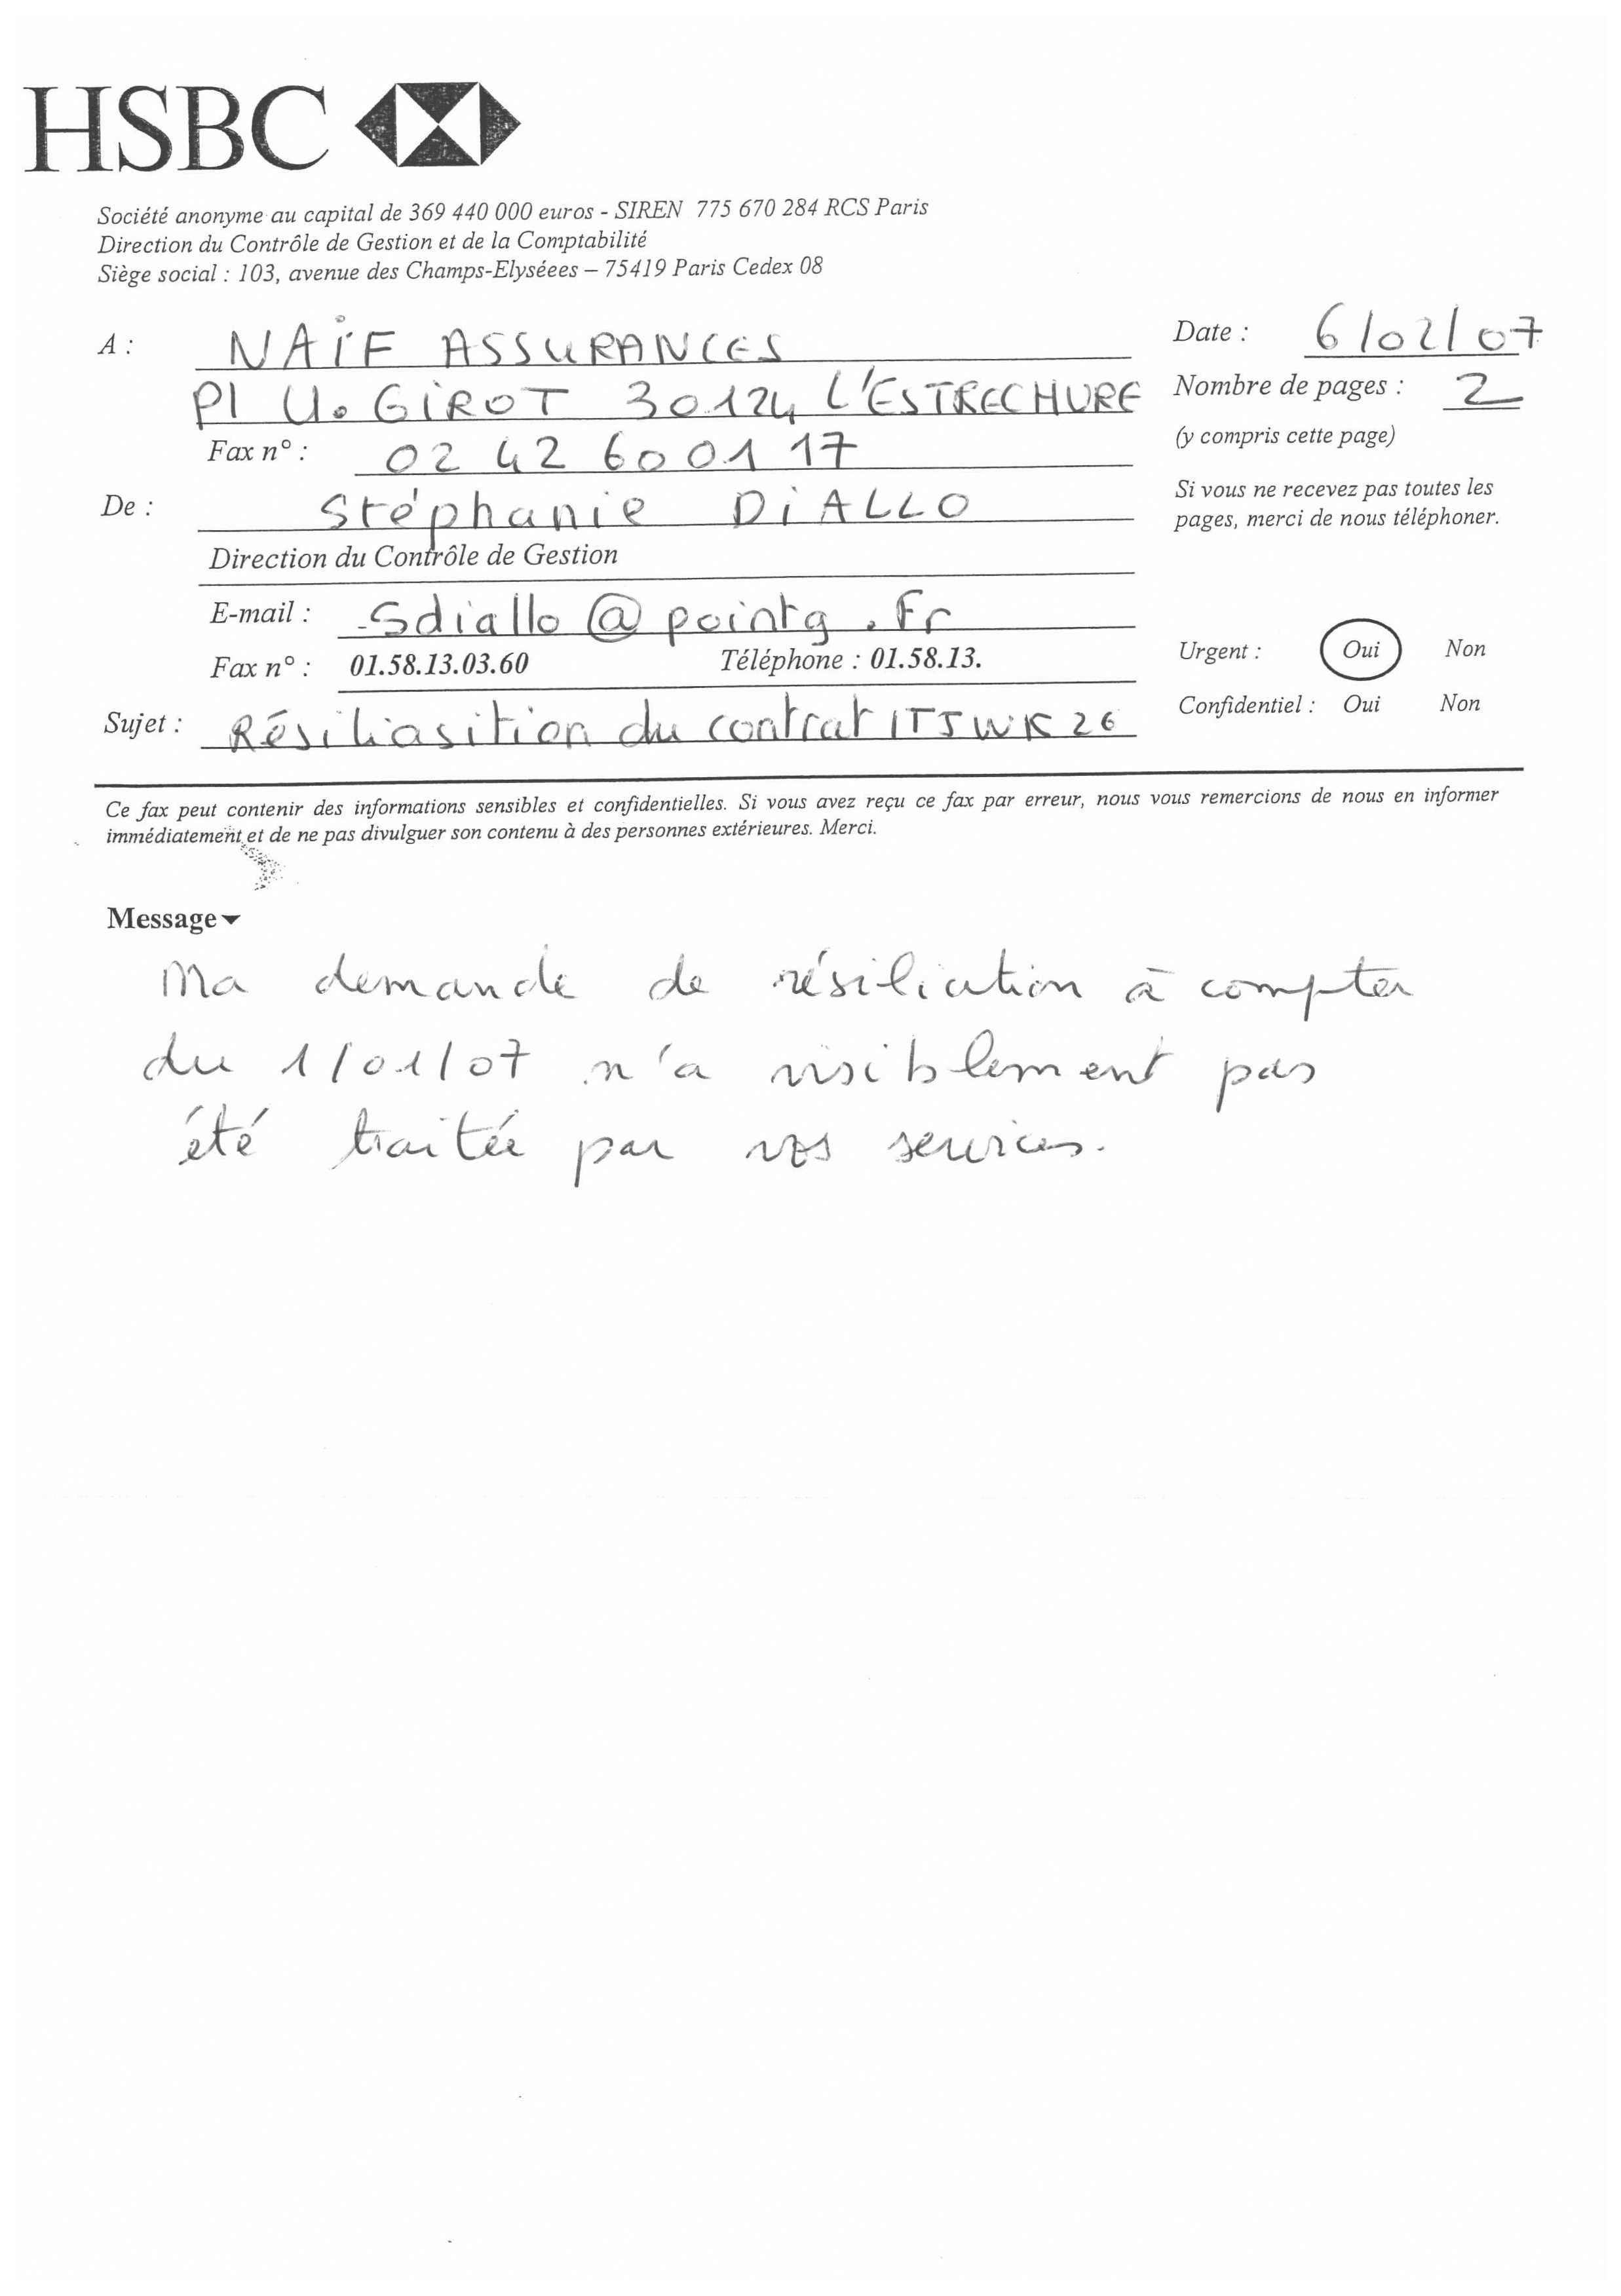 HSBC
Société anonyme au capital de 369 440 000 euros - SIREN 775 670 284 RCS Paris
Direction du Contrôle de Gestion et de la Comptabilité
Siège social : 103, avenue des Champs-Elyséees – 75419 Paris Cedex 08
A : NAÏF ASSURANCES
Date : 6/02/07
Pl U. GIROT 30124 L'ESTRECHURE
Nombre de pages : 2
(y compris cette page)
Fax n° : 02 42 60 01 17
De : Stéphanie DiALLO
Si vous ne recevez pas toutes les
pages, merci de nous téléphoner.
Direction du Contrôle de Gestion
E-mail : sdiallo @ pointg . Fr
Fax n° : 01.58.13.03.60 Téléphone : 01.58.13.
Urgent : Oui Non
Confidentiel : Oui Non
Sujet : Résiliasition du contrat ITJWK26
Ce fax peut contenir des informations sensibles et confidentielles. Si vous avez reçu ce fax par erreur, nous vous remercions de nous en informer
immédiatement et de ne pas divulguer son contenu à des personnes extérieures. Merci.
Message
Ma demande de résiliation à compter
du 1/01/07 n'a visiblement pas
été traitée par vos services.